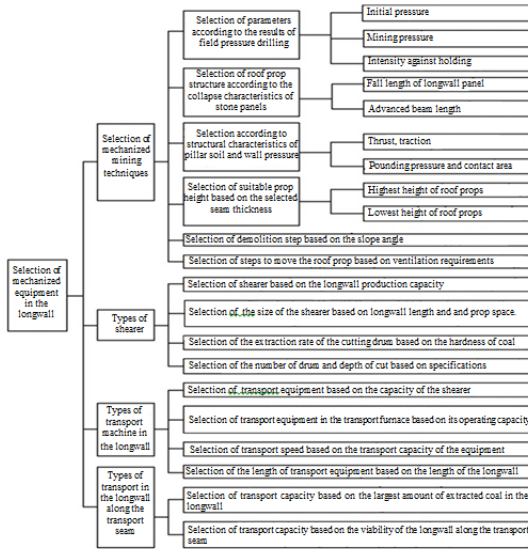 Selection of
mechanized
equipment
in the
longwall
Selection of
mechanized
mining
techniques
Selection of parameters
according to the results of
field pressure drilling
Initial pressure
Mining pressure
Intensity against holding
Selection of roof prop
structure according to the
collapse characteristics of
stone panels
Fall length of longwall panel
Advanced beam length
Selection according to
structural characteristics of
pillar soil and wall pressure
Thrust, traction
Pounding pressure and contact area
Selection of suitable prop
height based on the selected
seam thickness
Highest height of roof props
Lowest height of roof props
Selection of demolition step based on the slope angle
Selection of steps to move the roof prop based on ventilation requirements
Types of
shearer
Selection of shearer based on the longwall production capacity
Selection of the size of the shearer based on longwall length and and prop space.
Selection of the extraction rate of the cutting drum based on the hardness of coal
Selection of the number of drum and depth of cut based on specifications
Types of
transport
machine in
the longwall
Selection of transport equipment based on the capacity of the shearer
Selection of transport equipment in the transport furnace based on its operating capacity
Selection of transport speed based on the transport capacity of the equipment
Selection of the length of transport equipment based on the length of the longwall
Types of
transport in
the longwall
along the
transport
seam
Selection of transport capacity based on the largest amount of extracted coal in the
longwall
Selection of transport capacity based on the viability of the longwall along the transport
seam